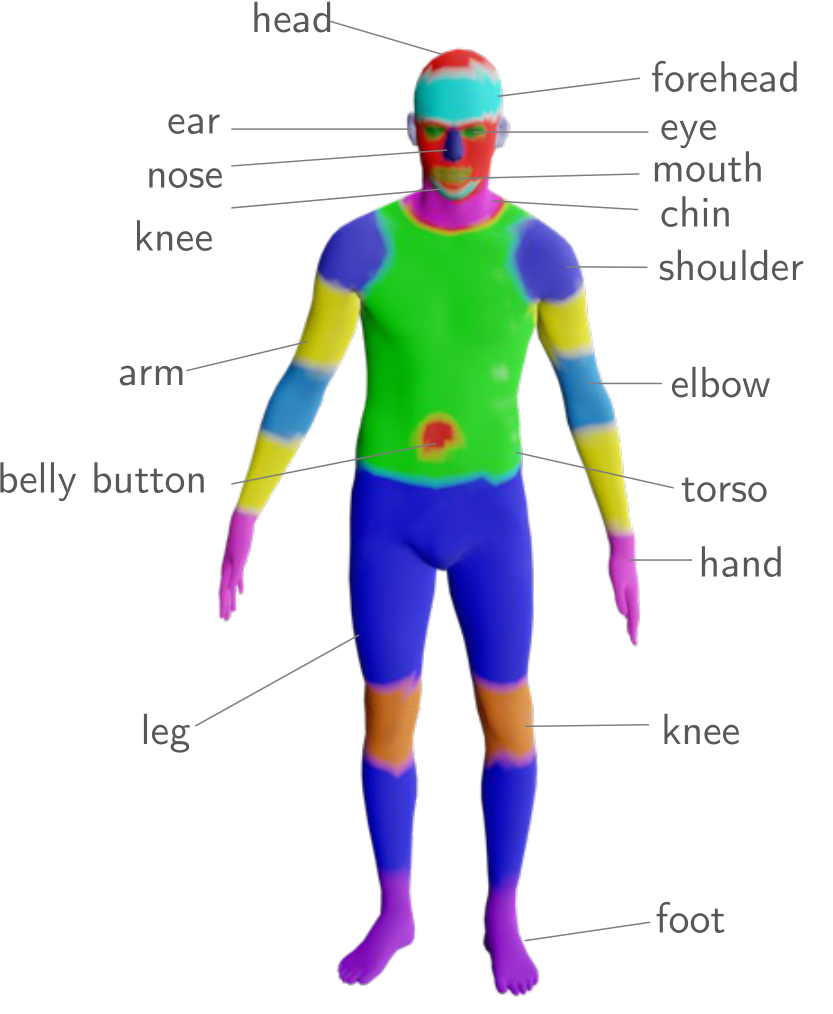 head
forehead
ear
eye
nose
mouth
knee
chin
shoulder
arm
elbow
belly button
torso
hand
leg
knee
foot